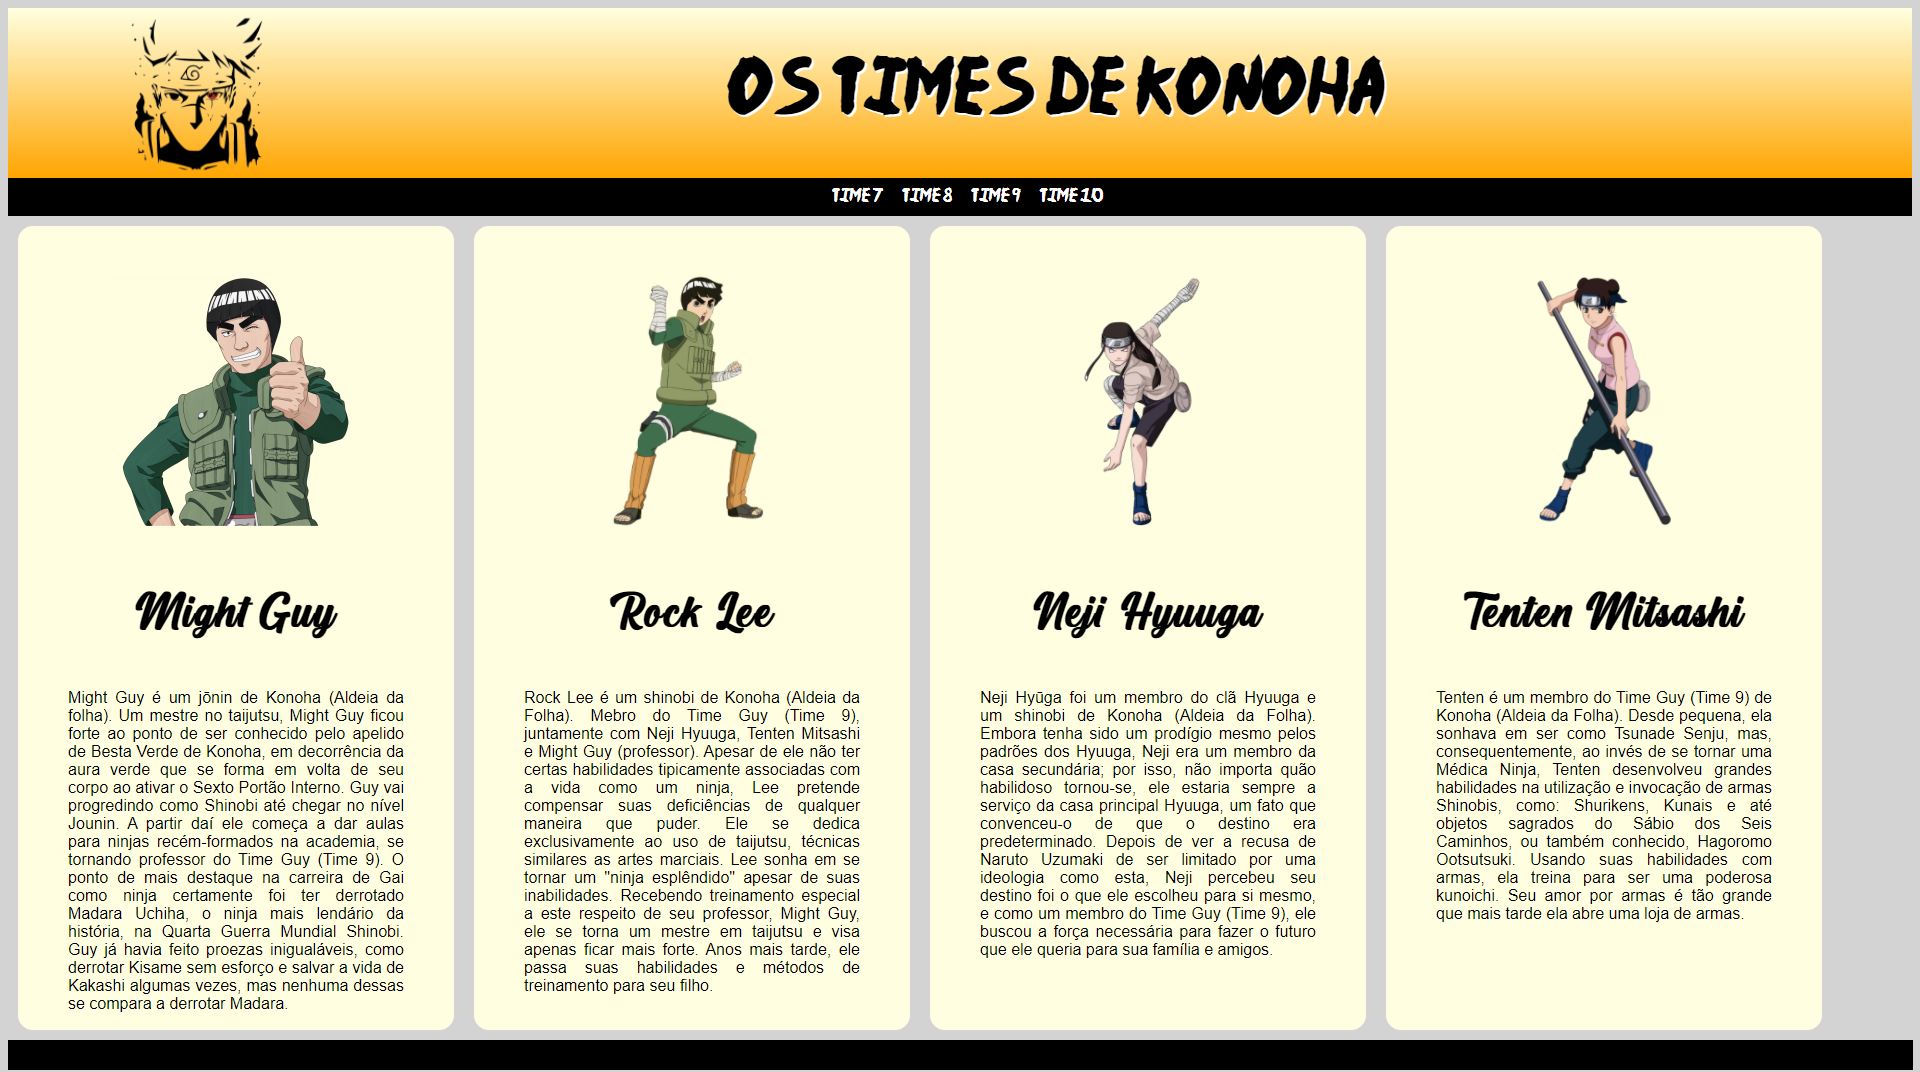 OS TIMES DE KONOHA
TIME 7 TIME 8 TIME 9 TIME 10
Might Guy
Might Guy é um jōnin de Konoha (Aldeia da
folha). Um mestre no taijutsu, Might Guy ficou
forte ao ponto de ser conhecido pelo apelido
de Besta Verde de Konoha, em decorrência da
aura verde que se forma em volta de seu
corpo ao ativar o Sexto Portão Interno. Guy vai
progredindo como Shinobi até chegar no nível
Jounin. A partir daí ele começa a dar aulas
para ninjas recém-formados na academia, se
tornando professor do Time Guy (Time 9). O
ponto de mais destaque na carreira de Gai
como ninja certamente foi ter derrotado
Madara Uchiha, o ninja mais lendário da
história, na Quarta Guerra Mundial Shinobi.
Guy já havia feito proezas inigualáveis, como
derrotar Kisame sem esforço e salvar a vida de
Kakashi algumas vezes, mas nenhuma dessas
se compara a derrotar Madara.
Rock Lee
Rock Lee é um shinobi de Konoha (Aldeia da
Folha). Mebro do Time Guy (Time 9),
juntamente com Neji Hyuuga, Tenten Mitsashi
e Might Guy (professor). Apesar de ele não ter
certas habilidades tipicamente associadas com
a vida como um ninja, Lee pretende
compensar suas deficiências de qualquer
maneira que puder. Ele se dedica
exclusivamente ao uso de taijutsu, técnicas
similares as artes marciais. Lee sonha em se
tornar um "ninja esplêndido" apesar de suas
inabilidades. Recebendo treinamento especial
a este respeito de seu professor, Might Guy,
ele se torna um mestre em taijutsu e visa
apenas ficar mais forte. Anos mais tarde, ele
passa suas habilidades e métodos de
treinamento para seu filho.
Neji Hyuuga
Neji Hyūga foi um membro do clã Hyuuga e
um shinobi de Konoha (Aldeia da Folha).
Embora tenha sido um prodígio mesmo pelos
padrões dos Hyuuga, Neji era um membro da
casa secundária; por isso, não importa quão
habilidoso tornou-se, ele estaria sempre a
serviço da casa principal Hyuuga, um fato que
convenceu-o de que o destino era
predeterminado. Depois de ver a recusa de
Naruto Uzumaki de ser limitado por uma
ideologia como esta, Neji percebeu seu
destino foi o que ele escolheu para si mesmo,
e como um membro do Time Guy (Time 9), ele
buscou a força necessária para fazer o futuro
que ele queria para sua família e amigos.
Tenten Mitsashi
Tenten é um membro do Time Guy (Time 9) de
Konoha (Aldeia da Folha). Desde pequena, ela
sonhava em ser como Tsunade Senju, mas,
consequentemente, ao invés de se tornar uma
Médica Ninja, Tenten desenvolveu grandes
habilidades na utilização e invocação de armas
Shinobis, como: Shurikens, Kunais e até
objetos sagrados do Sábio dos Seis
Caminhos, ou também conhecido, Hagoromo
Ootsutsuki. Usando suas habilidades com
armas, ela treina para ser uma poderosa
kunoichi. Seu amor por armas é tão grande
que mais tarde ela abre uma loja de armas.